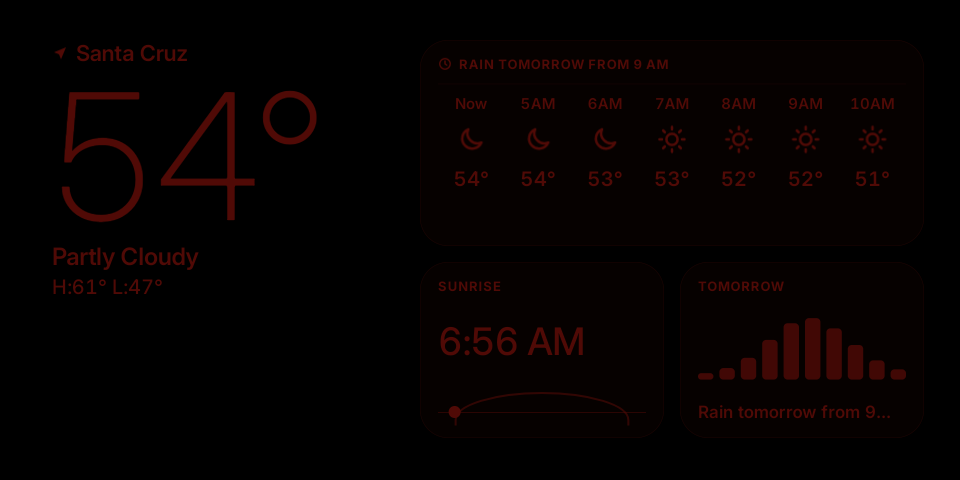 Santa Cruz
54°
Partly Cloudy
H:61° L:47°
RAIN TOMORROW FROM 9 AM
Now 5AM 6AM 7AM 8AM 9AM 10AM
54° 54° 53° 53° 52° 52° 51°
SUNRISE
6:56 AM
TOMORROW
Rain tomorrow from 9...